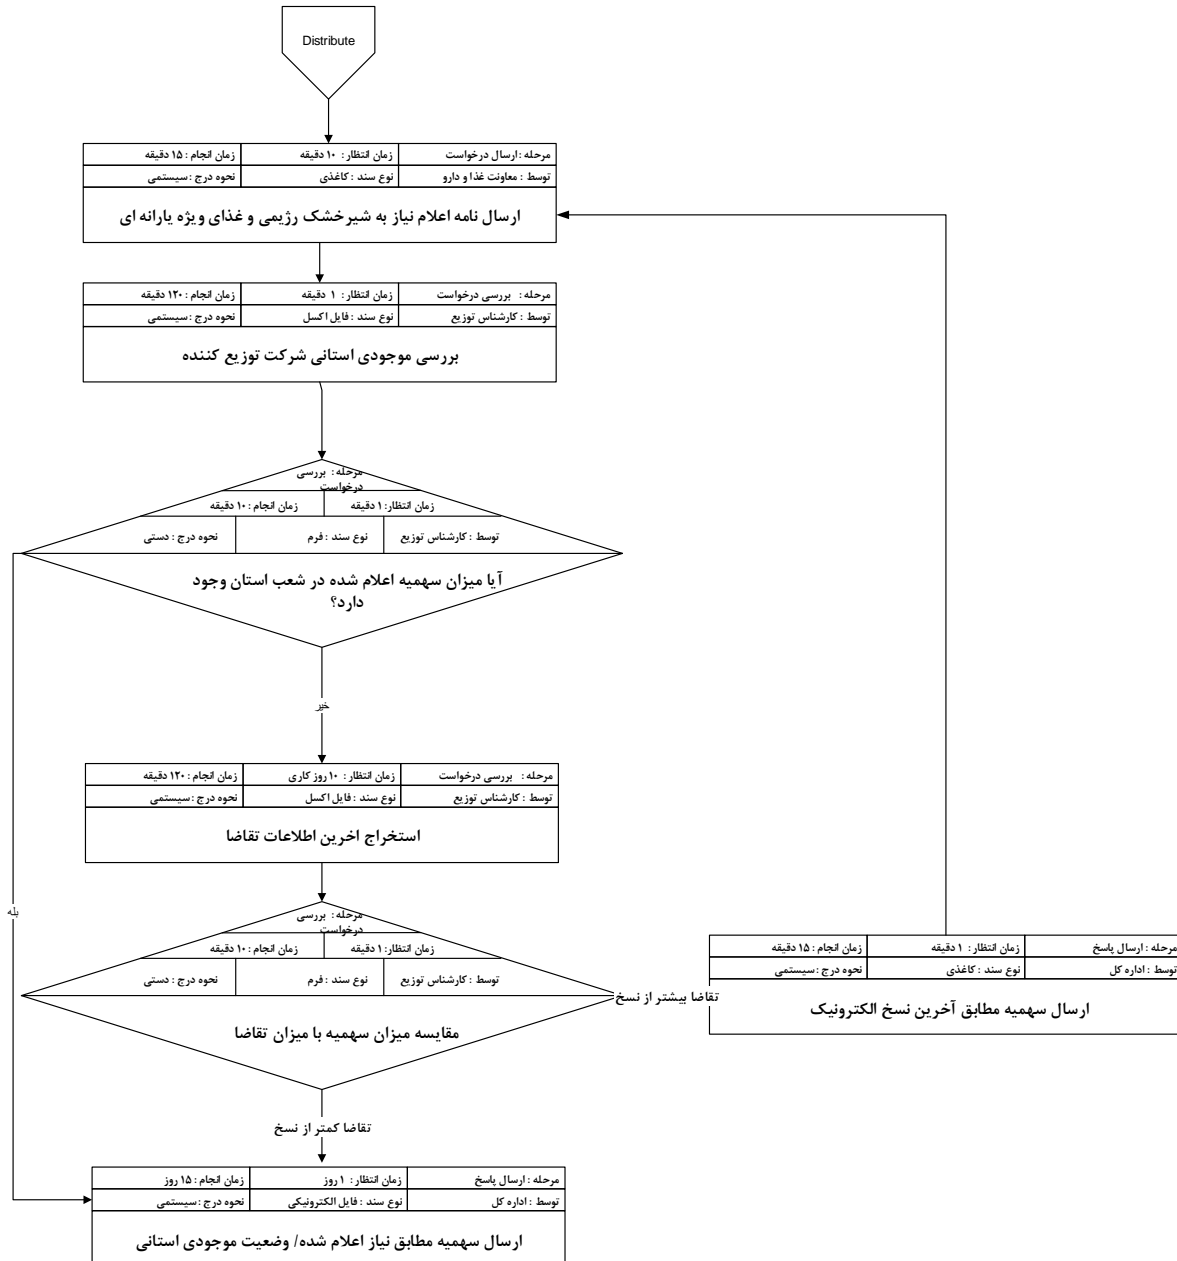 Distribute
مرحله :ارسال درخواست
زمان انتظار: ۱۰ دقیقه
زمان انجام : ۱۵ دقیقه
توسط : معاونت غذا و دارو
نوع سند : کاغذی
نحوه درج :سیستمی
ارسال نامه اعلام نیاز به شیرخشک رژیمی و غذای ویژه یارانه ای
مرحله : بررسی درخواست
زمان انتظار: ۱ دقیقه
زمان انجام : ۱۲۰ دقیقه
توسط : کارشناس توزیع
نوع سند : فایل اکسل
نحوه درج :سیستمی
بررسی موجودی استانی شرکت توزیع کننده
مرحله : بررسی
درخواست
زمان انتظار: ۱ دقیقه
زمان انجام : ۱۰ دقیقه
توسط : کارشناس توزیع
نوع سند : فرم
نحوه درج : دستی
آیا میزان سهمیه اعلام شده در شعب استان وجود
دارد؟
خیر
مرحله : بررسی درخواست
زمان انتظار: ۱۰ روز کاری
زمان انجام : ۱۲۰ دقیقه
توسط : کارشناس توزیع
نوع سند : فایل اکسل
نحوه درج :سیستمی
استخراج اخرین اطلاعات تقاضا
بله
مرحله : بررسی
درخواست
زمان انتظار: ۱ دقیقه
زمان انجام : ۱۰ دقیقه
توسط : کارشناس توزیع
نوع سند : فرم
نحوه درج : دستی
مقایسه میزان سهمیه با میزان تقاضا
تقاضا بیشتر از نسخ
مرحله : ارسال پاسخ
زمان انتظار: ۱ دقیقه
زمان انجام : ۱۵ دقیقه
توسط : اداره کل
نوع سند : کاغذی
نحوه درج :سیستمی
ارسال سهمیه مطابق آخرین نسخ الکترونیک
تقاضا کمتر از نسخ
مرحله : ارسال پاسخ
زمان انتظار: ۱ روز
زمان انجام : ۱۵ روز
توسط : اداره کل
نوع سند : فایل الکترونیکی
نحوه درج : سیستمی
ارسال سهمیه مطابق نیاز اعلام شده/ وضعیت موجودی استانی